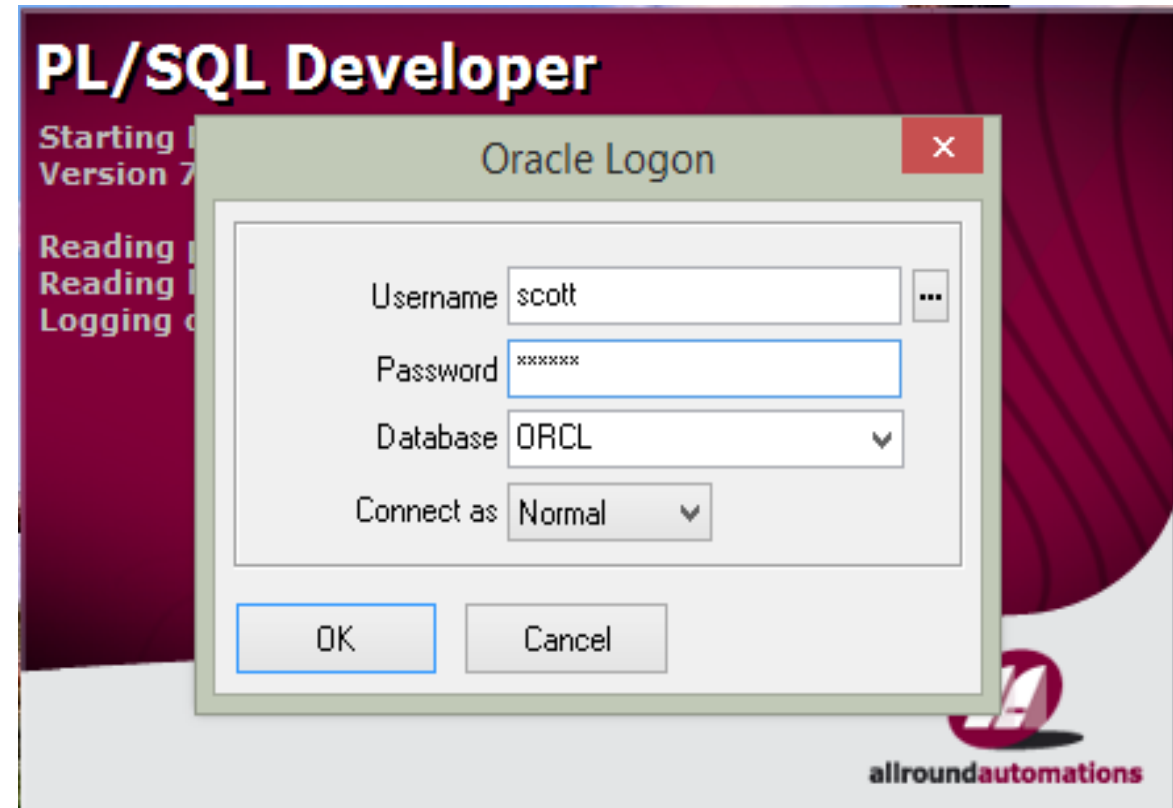 PL/SQL Developer
Starting
Version 7
Reading
Reading
Logging
Oracle Logon
Username scott ...
Password ******
Database ORCL
Connect as Normal
OK Cancel
allroundautomations